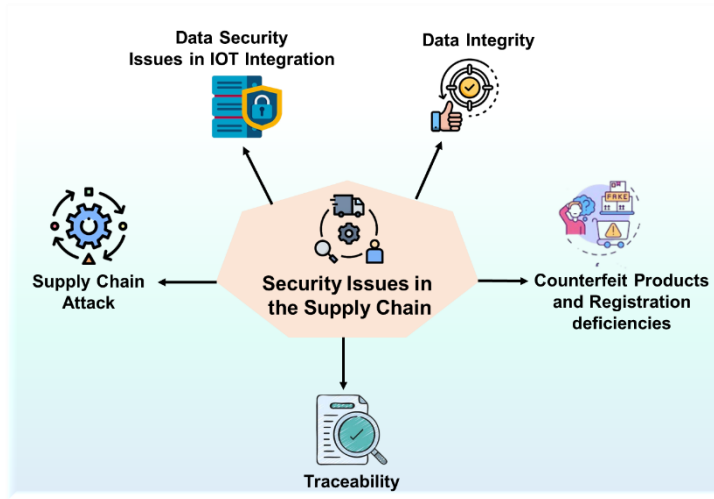 Data Security
Issues in IOT Integration
Data Integrity
FAKE
Supply Chain
Attack
Security Issues in
the Supply Chain
Counterfeit Products
and Registration
deficiencies
Traceability